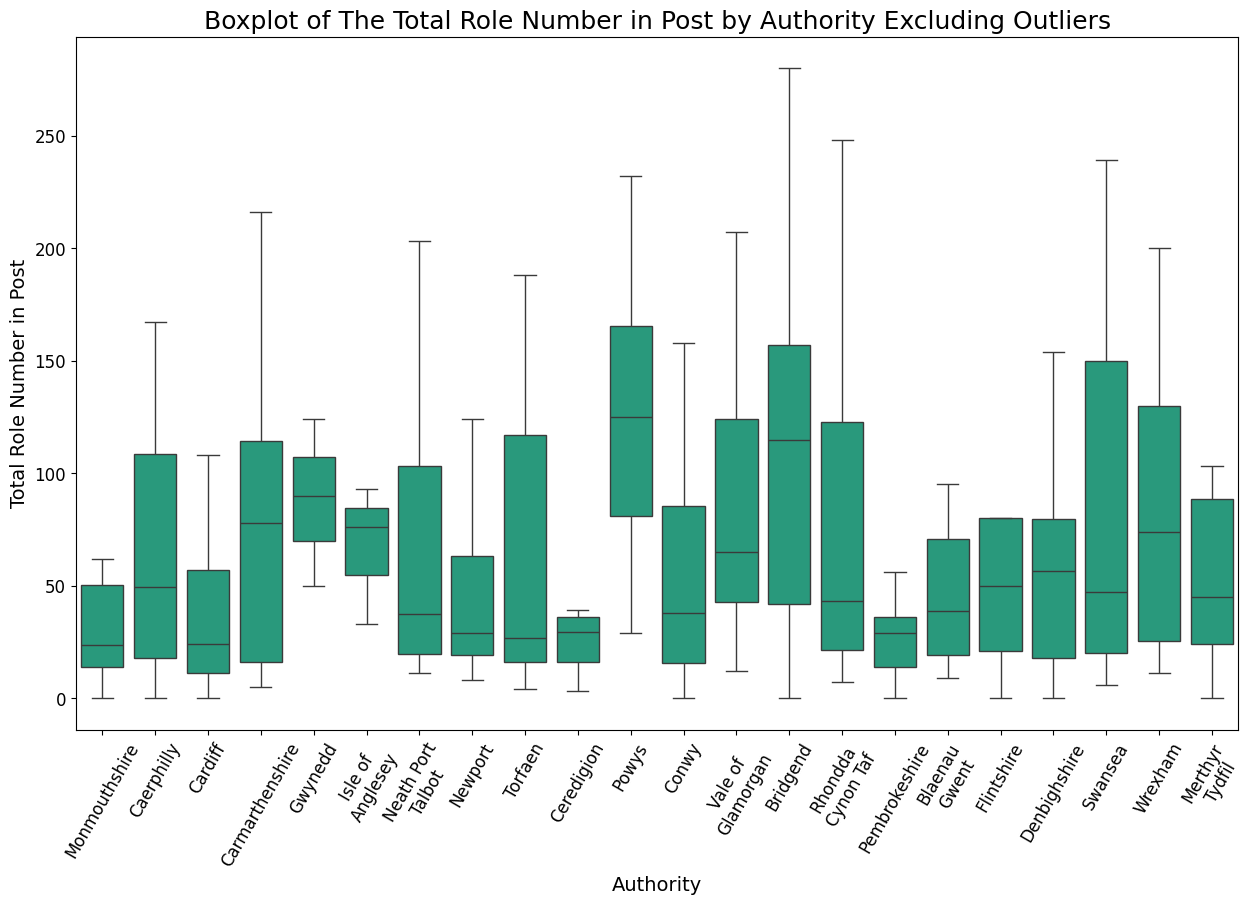 Boxplot of The Total Role Number in Post by Authority Excluding Outliers
Total Role Number in Post
250
200
150
100
50
0
Monmouthshire
Caerphilly
Cardiff
Carmarthenshire
Gwynedd
Isle of
Anglesey
Neath Port
Talbot
Newport
Torfaen
Ceredigion
Powys
Conwy
Vale of
Glamorgan
Bridgend
Rhondda
Cynon Taf
Pembrokeshire
Blaenau
Gwent
Flintshire
Denbighshire
Swansea
Wrexham
Merthyr
Tydfil
Authority